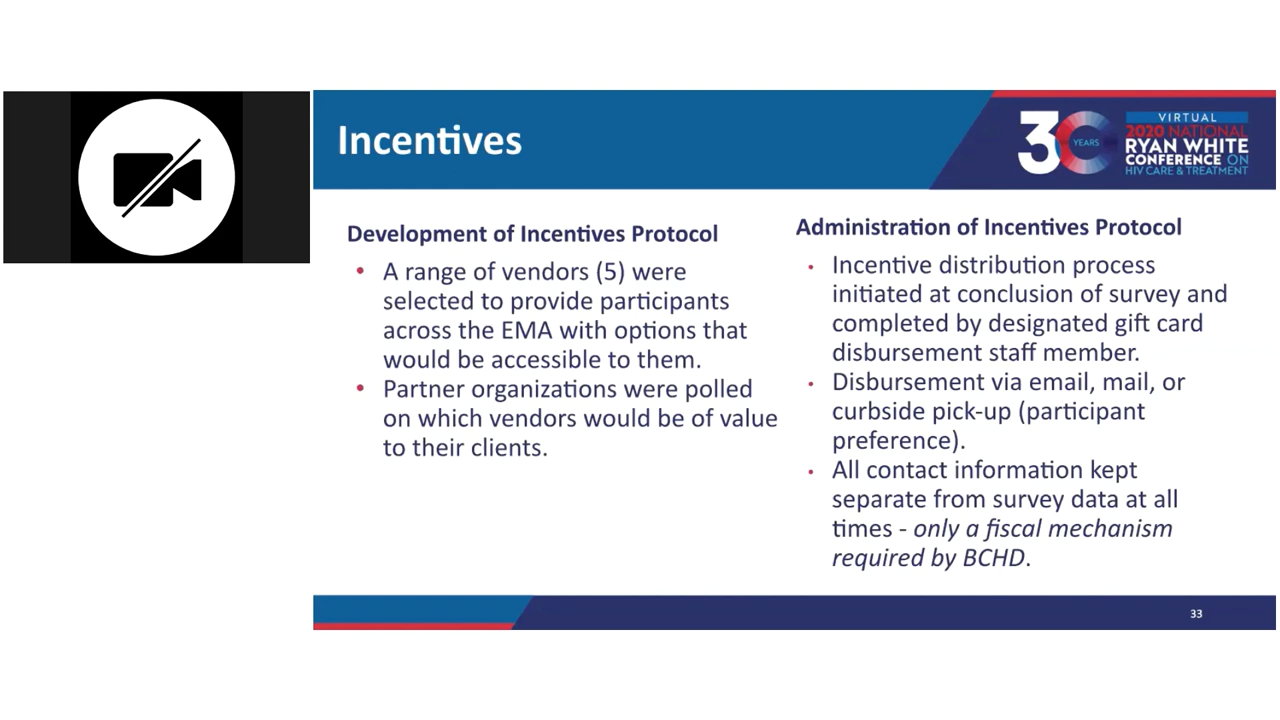 Incentives
30 YEARS
VIRTUAL
2020 NATIONAL
RYAN WHITE
CONFERENCE ON
HIV CARE & TREATMENT
Development of Incentives Protocol
• A range of vendors (5) were
selected to provide participants
across the EMA with options that
would be accessible to them.
• Partner organizations were polled
on which vendors would be of value
to their clients.
Administration of Incentives Protocol
• Incentive distribution process
initiated at conclusion of survey and
completed by designated gift card
disbursement staff member.
• Disbursement via email, mail, or
curbside pick-up (participant
preference).
• All contact information kept
separate from survey data at all
times - only a fiscal mechanism
required by BCHD.
33